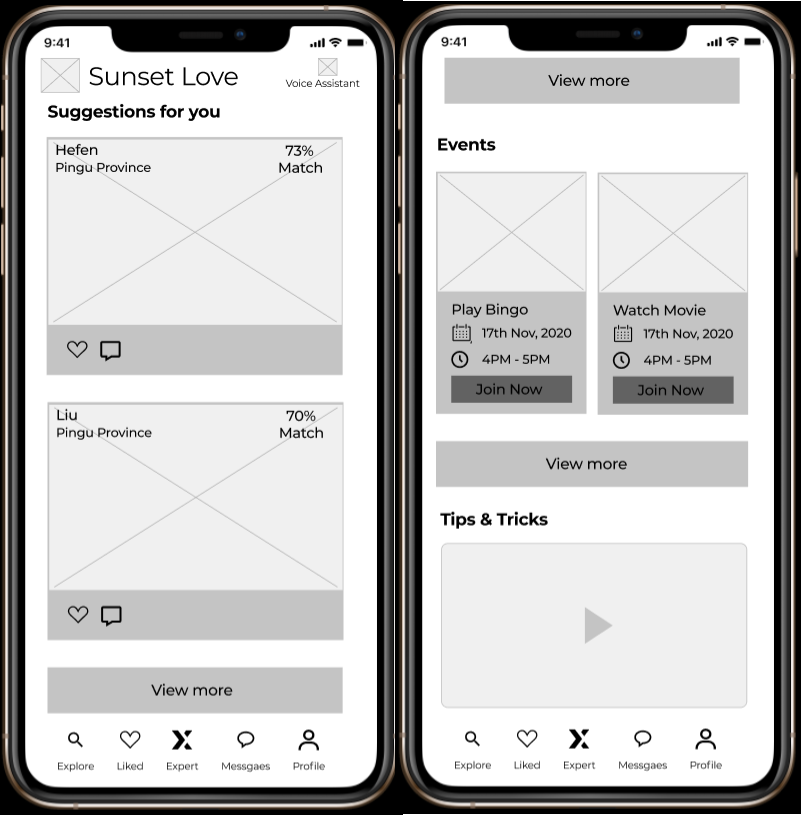 9:41
Sunset Love
Voice Assistant
Suggestions for you
Hefen
73%
Pingu Province
Match
Liu
70%
Pingu Province
Match
View more
Explore
Liked
Expert
Messgaes
Profile
9:41
View more
Events
Play Bingo
17th Nov, 2020
4PM - 5PM
Join Now
Watch Movie
17th Nov, 2020
4PM - 5PM
Join Now
View more
Tips & Tricks
Explore
Liked
Expert
Messgaes
Profile